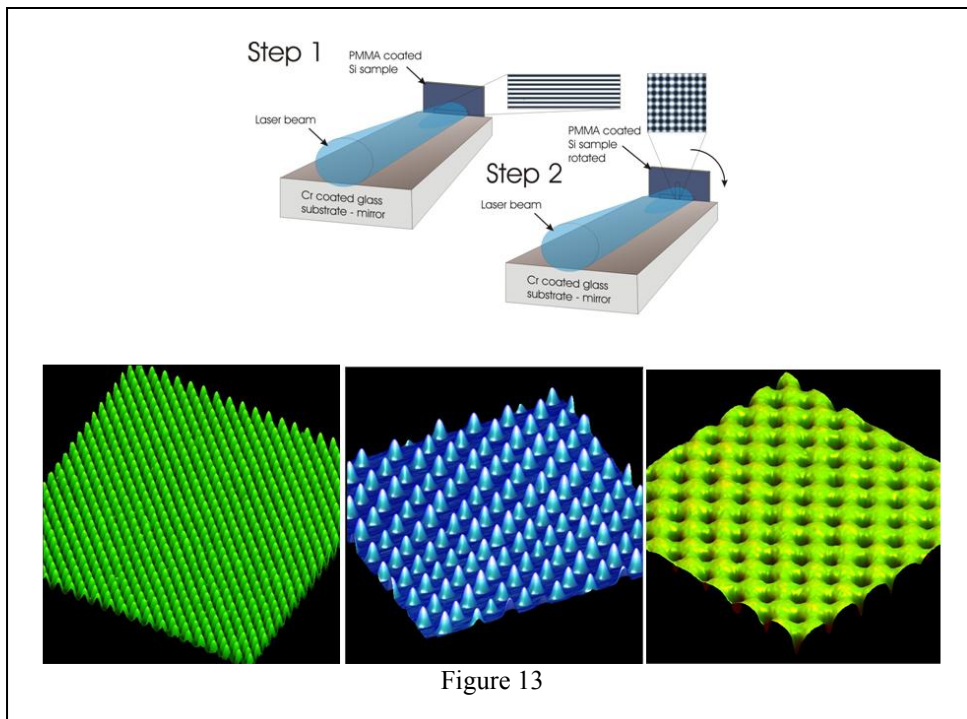 Step 1
PMMA coated
Si sample
Laser beam
Cr coated glass
substrate - mirror
PMMA coated
Si sample
rotated
Step 2
Laser beam
Cr coated glass
substrate - mirror
Figure 13